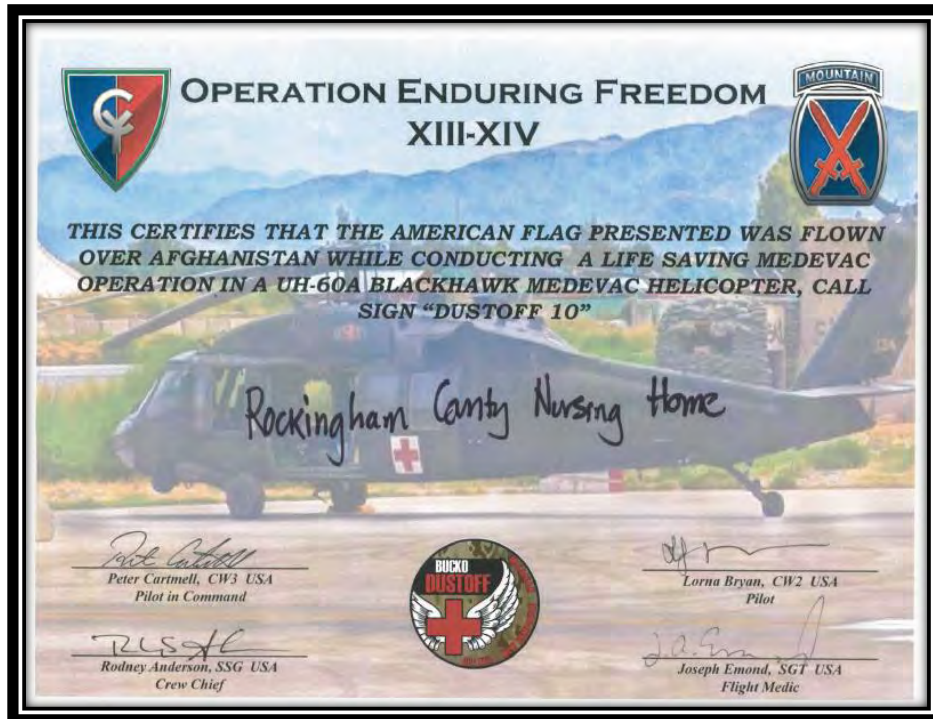 MOUNTAIN
OPERATION ENDURING FREEDOM
XIII-XIV
THIS CERTIFIES THAT THE AMERICAN FLAG PRESENTED WAS FLOWN
OVER AFGHANISTAN WHILE CONDUCTING A LIFE SAVING MEDEVAC
OPERATION IN A UH-60A BLACKHAWK MEDEVAC HELICOPTER, CALL
SIGN “DUSTOFF 10”
Rockingham County Nursing Home
Peter Cartmell, CW3 USA
Pilot in Command
Lorna Bryan, CW2 USA
Pilot
BUCKO
DUSTOFF
Rodney Anderson, SSG USA
Crew Chief
Joseph Emond, SGT USA
Flight Medic